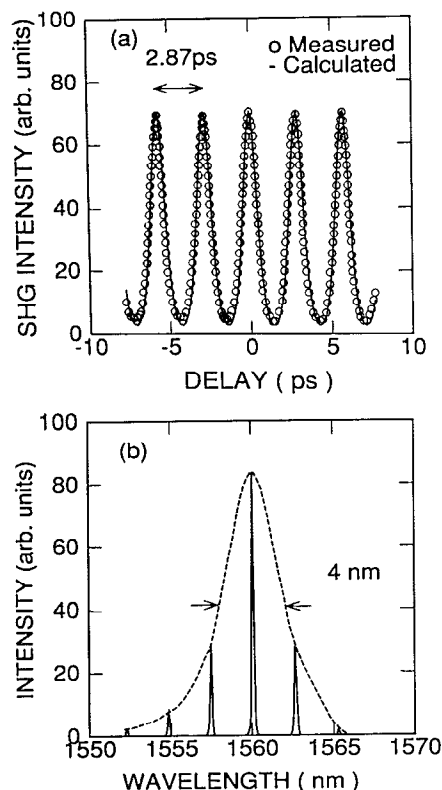 (a)
o Measured
2.87ps
- Calculated
SHG INTENSITY (arb. units)
100
80
60
40
20
0
-10
-5
0
5
10
DELAY ( ps )
(b)
INTENSITY (arb. units)
100
80
60
40
20
0
4 nm
1550
1555
1560
1565
1570
WAVELENGTH ( nm )